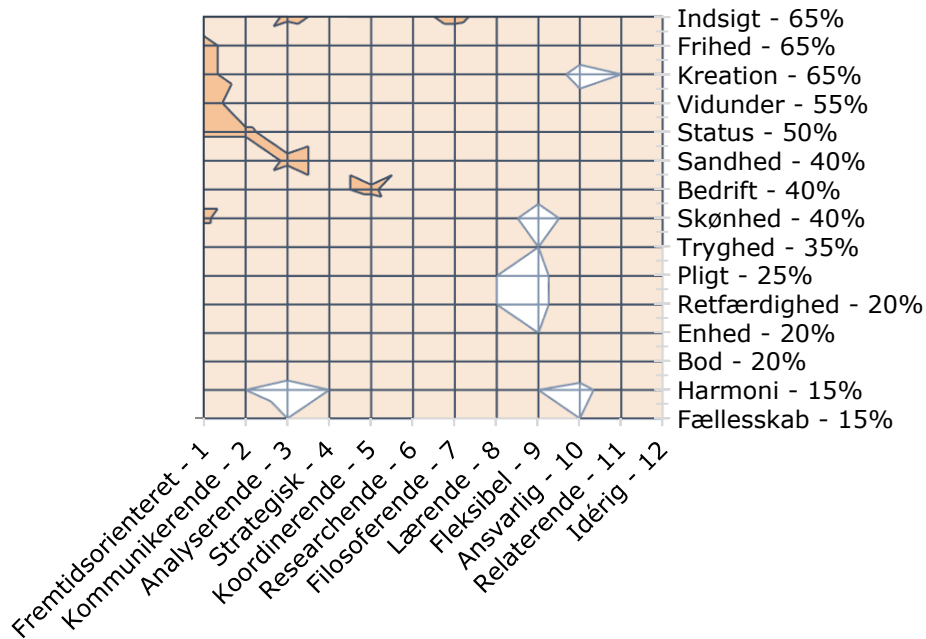 Indsigt - 65%
Frihed - 65%
Kreation - 65%
Vidunder - 55%
Status - 50%
Sandhed - 40%
Bedrift - 40%
Skønhed - 40%
Tryghed - 35%
Pligt - 25%
Retfærdighed - 20%
Enhed - 20%
Bod - 20%
Harmoni - 15%
Fællesskab - 15%
Fremtidsorienteret - 1
Kommunikerende - 2
Analyserende - 3
Strategisk - 4
Koordinerende - 5
Researchende - 6
Filosoferende - 7
Lærende - 8
Fleksibel - 9
Ansvarlig - 10
Relaterende - 11
Idérig - 12